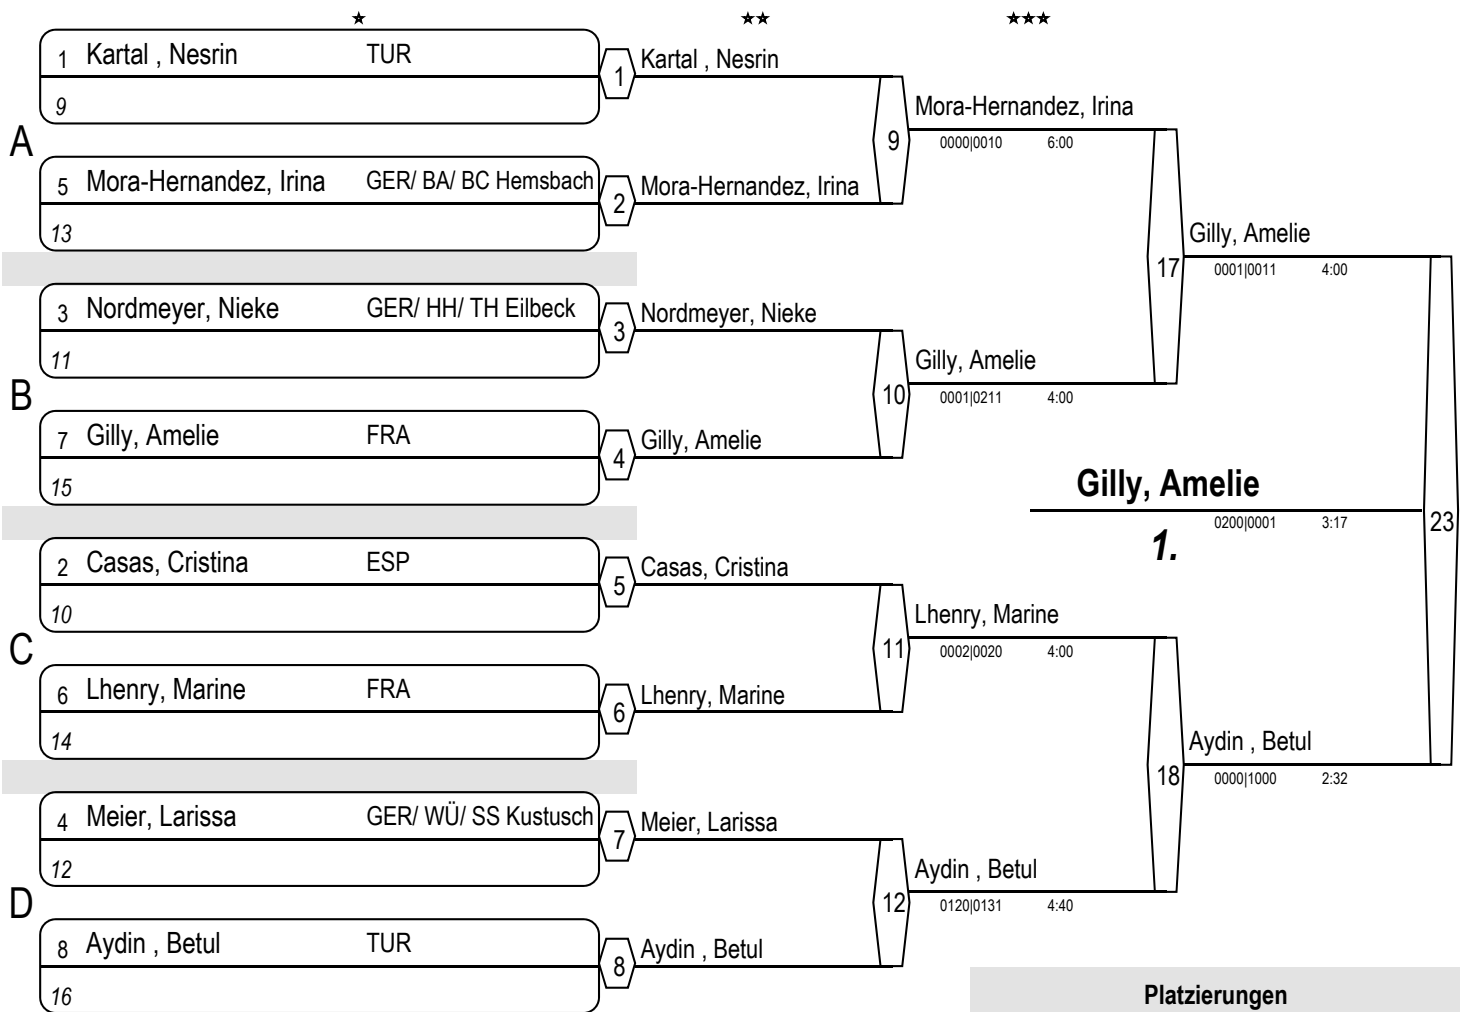 ★ ★★ ★★★
1 Kartal , Nesrin TUR
9
1 Kartal , Nesrin
A
5 Mora-Hernandez, Irina GER/ BA/ BC Hemsbach
13
2 Mora-Hernandez, Irina
9 Mora-Hernandez, Irina
0000|0010 6:00
3 Nordmeyer, Nieke GER/ HH/ TH Eilbeck
11
3 Nordmeyer, Nieke
B
7 Gilly, Amelie FRA
15
4 Gilly, Amelie
10 Gilly, Amelie
0001|0211 4:00
17 Gilly, Amelie
0001|0011 4:00
2 Casas, Cristina ESP
10
5 Casas, Cristina
C
6 Lhenry, Marine FRA
14
6 Lhenry, Marine
11 Lhenry, Marine
0002|0020 4:00
4 Meier, Larissa GER/ WÜ/ SS Kustusch
12
7 Meier, Larissa
D
8 Aydin , Betul TUR
16
8 Aydin , Betul
12 Aydin , Betul
0120|0131 4:40
18 Aydin , Betul
0000|1000 2:32
Gilly, Amelie
23
0200|0001 3:17
1.
Platzierungen